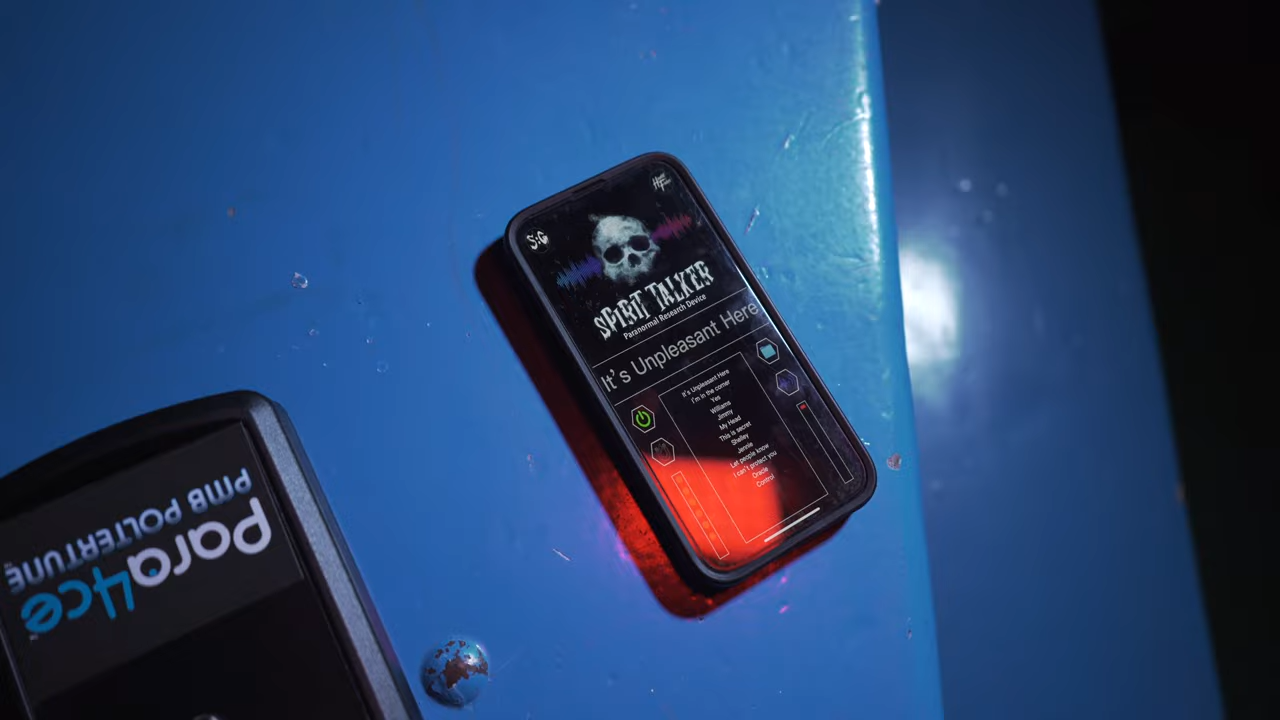 S:G
HF
SPIRIT TALKER
Paranormal Research Device
It's Unpleasant Here
It's Unpleasant Here
I'm in the corner
Yes
Williams
Jimmy
My Head
This is secret
Shelley
Jennie
Let people know
I can't protect you
Oracle
Control
Para4ce
PMB POLTERTUNE